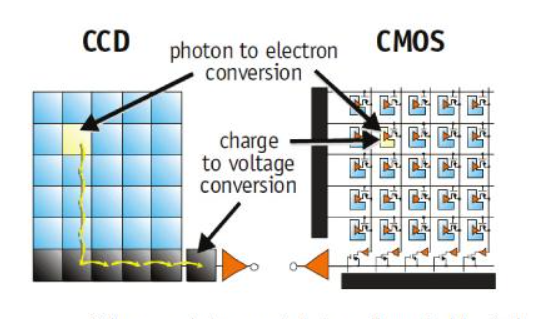 CCD
photon to electron
conversion
CMOS
charge
to voltage
conversion